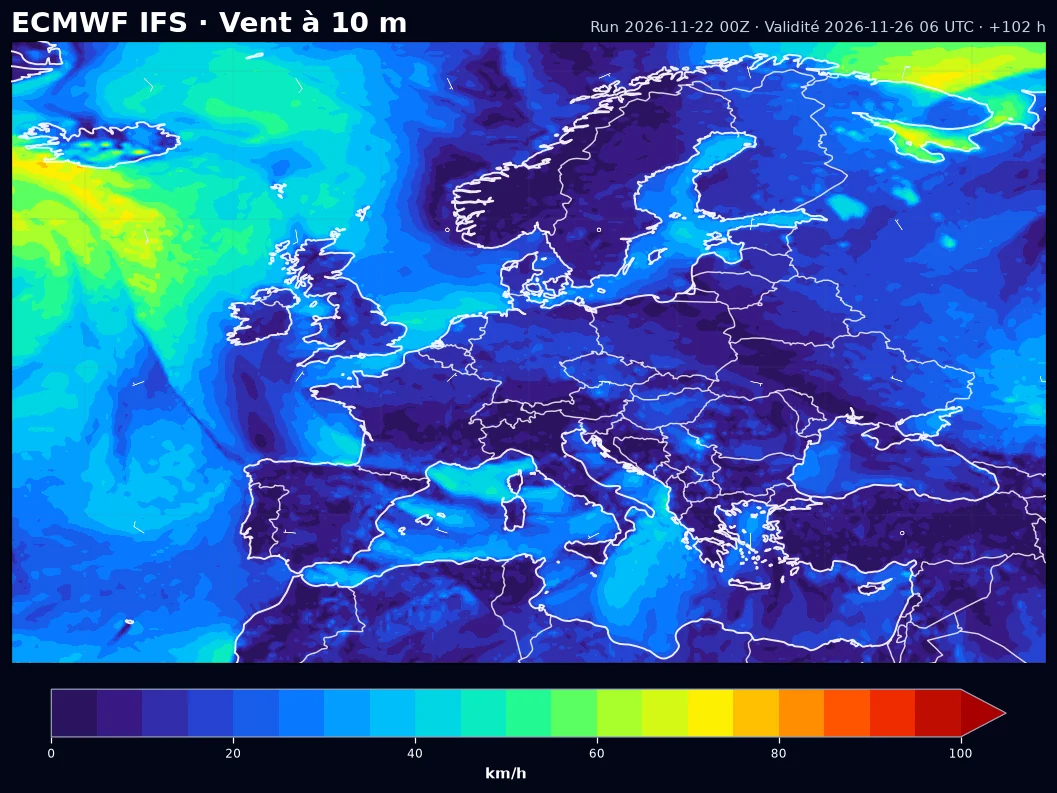 ECMWF IFS · Vent à 10 m
Run 2026-11-22 00Z · Validité 2026-11-26 06 UTC · +102 h
0 20 40 60 80 100
km/h